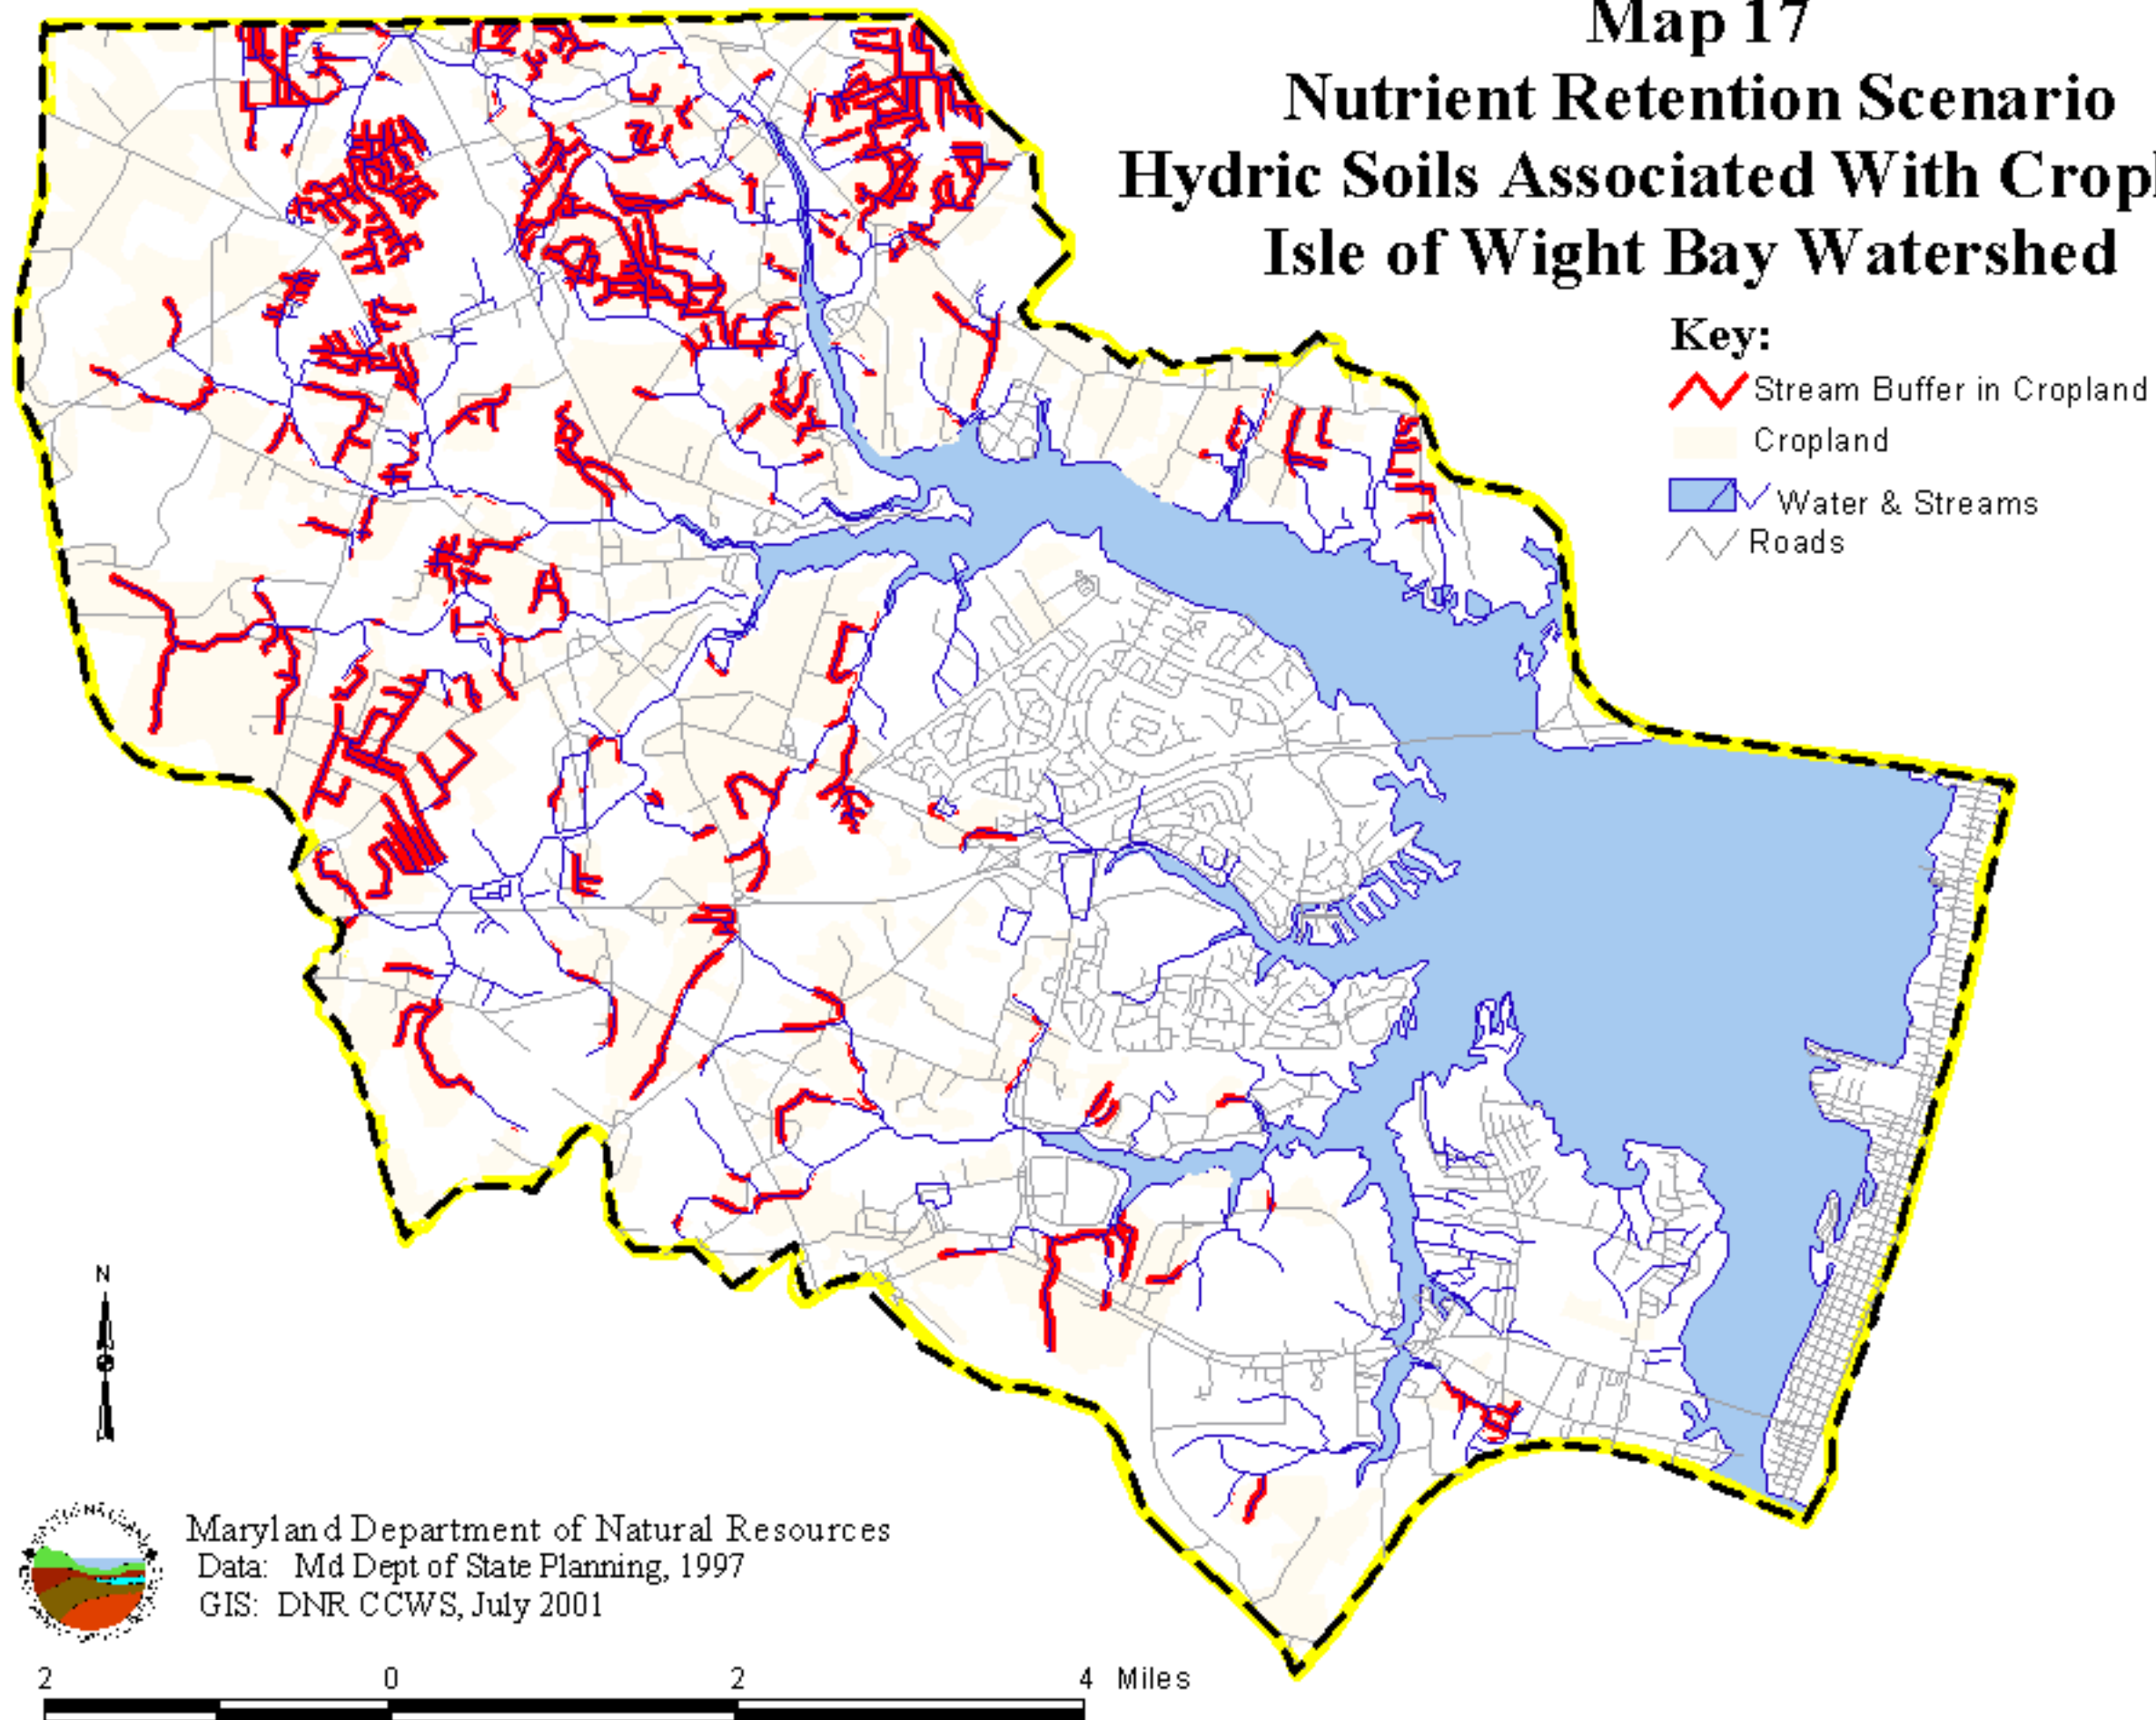 Map 17
Nutrient Retention Scenario
Hydric Soils Associated With Cropl
Isle of Wight Bay Watershed
Key:
Stream Buffer in Cropland
Cropland
Water & Streams
Roads
N
Maryland Department of Natural Resources
Data: Md Dept of State Planning, 1997
GIS: DNR CCWS, July 2001
2 0 2 4 Miles